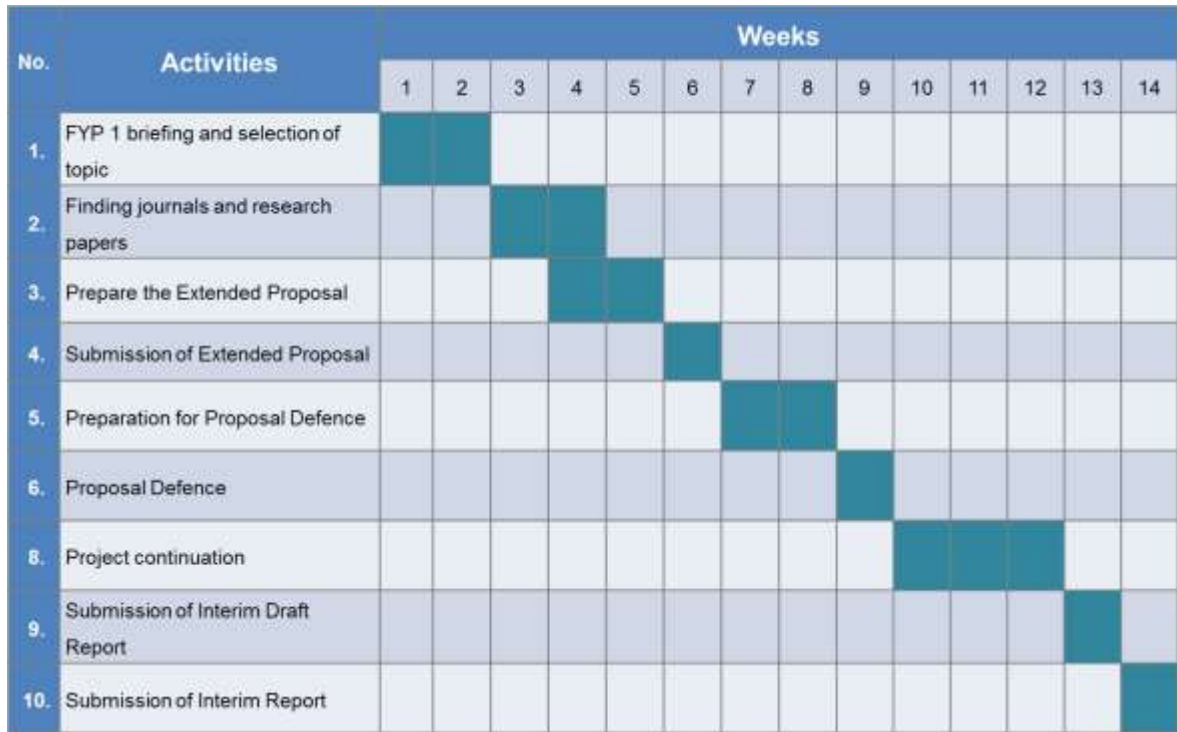 No.
Activities
Weeks
1 2 3 4 5 6 7 8 9 10 11 12 13 14
1. FYP 1 briefing and selection of
topic
2. Finding journals and research
papers
3. Prepare the Extended Proposal
4. Submission of Extended Proposal
5. Preparation for Proposal Defence
6. Proposal Defence
8. Project continuation
9. Submission of Interim Draft
Report
10. Submission of Interim Report